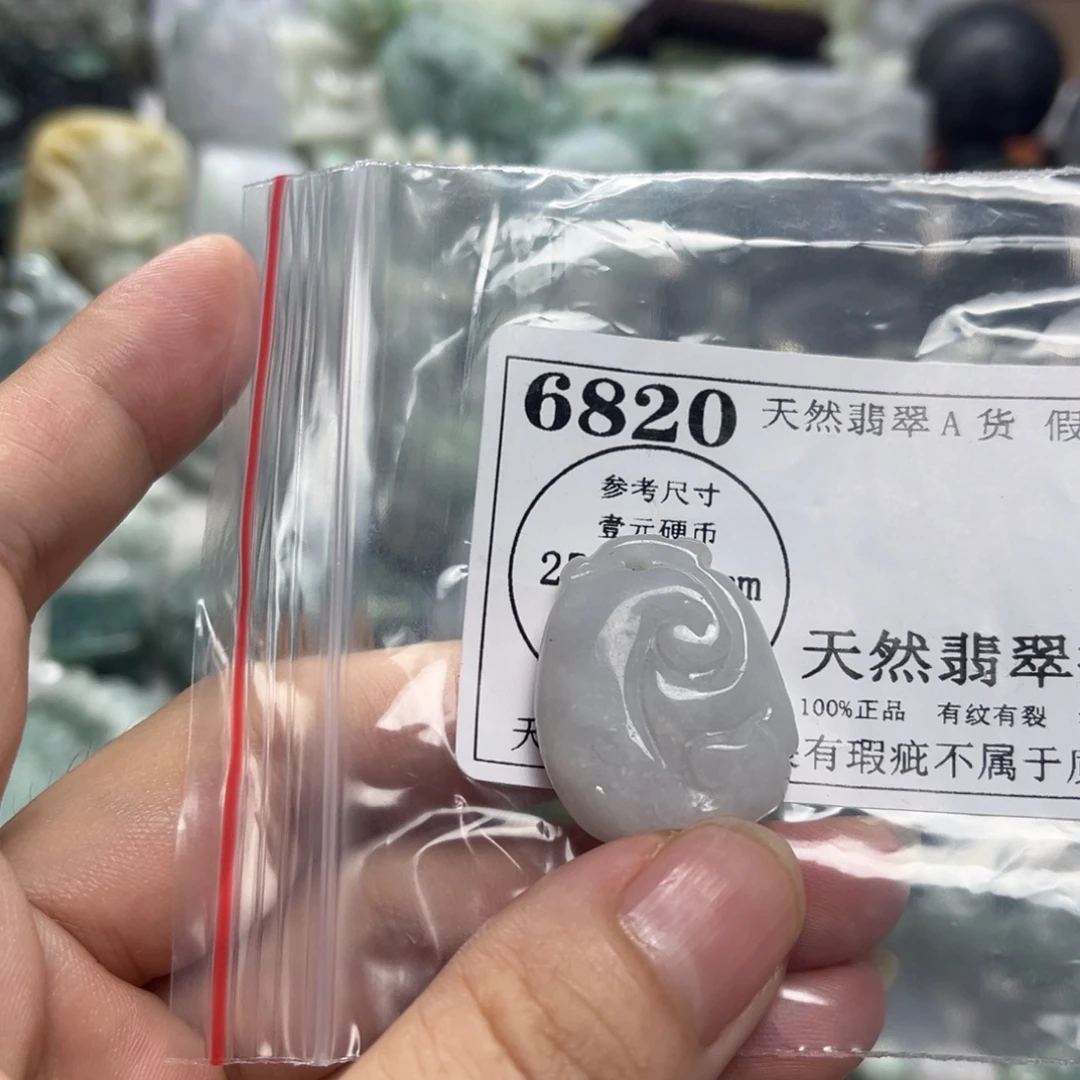 6820 天然翡翠A货
参考尺寸
壹元硬币
天然翡翠
100%正品 有纹有裂
有瑕疵不属于